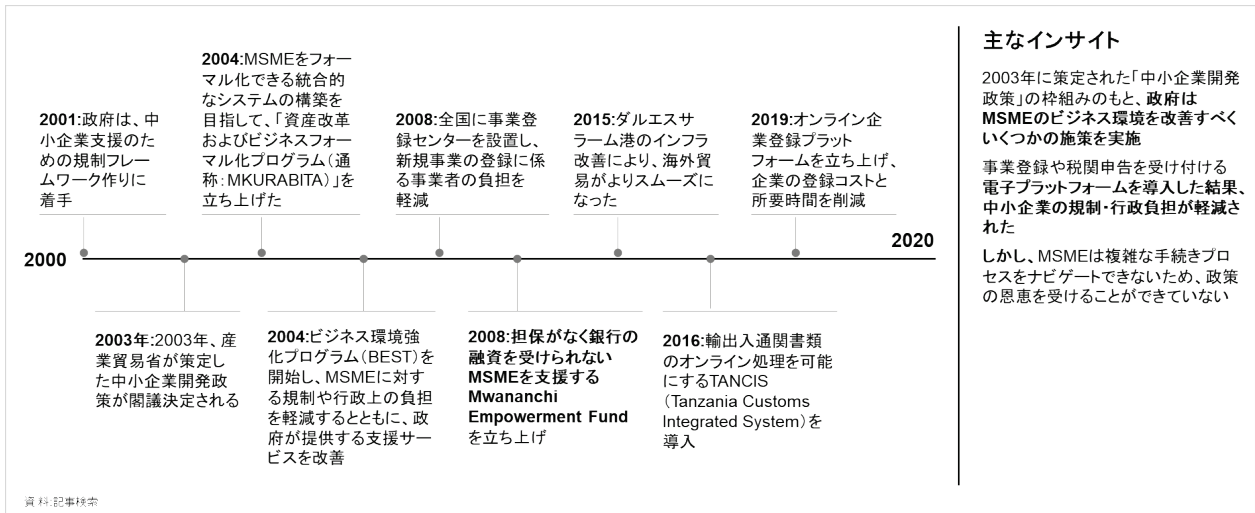 2001:政府は、中
小企業支援のた
めの規制フレー
ムワーク作りに
着手
2004:MSMEをフォー
マル化できる統合的
なシステムの構築を
目指して、「資産改革
およびビジネスフォー
マル化プログラム(通
称:MKURABITA)」を
立ち上げた
2008:全国に事業登
録センターを設置し、
新規事業の登録に係
る事業者の負担を
軽減
2015:ダルエスサ
ラーム港のインフラ
改善により、海外貿
易がよりスムーズに
なった
2019:オンライン企
業登録プラット
フォームを立ち上げ、
企業の登録コストと
所要時間を削減
2000
2020
2003年:2003年、産
業貿易省が策定し
た中小企業開発政
策が閣議決定される
2004:ビジネス環境強
化プログラム(BEST)を
開始し、MSMEに対す
る規制や行政上の負担
を軽減するとともに、政
府が提供する支援サー
ビスを改善
2008:担保がなく銀行の
融資を受けられない
MSMEを支援する
Mwananchi
Empowerment Fund
を立ち上げ
2016:輸出入通関書類
のオンライン処理を可能
にするTANCIS
(Tanzania Customs
Integrated System)を
導入
主なインサイト
2003年に策定された「中小企業開発
政策」の枠組みのもと、政府は
MSMEのビジネス環境を改善すべく
いくつかの施策を実施
事業登録や税関申告を受け付ける
電子プラットフォームを導入した結果、
中小企業の規制・行政負担が軽減さ
れた
しかし、MSMEは複雑な手続きプロ
セスをナビゲートできないため、政策
の恩恵を受けることができていない
資料:記事検索